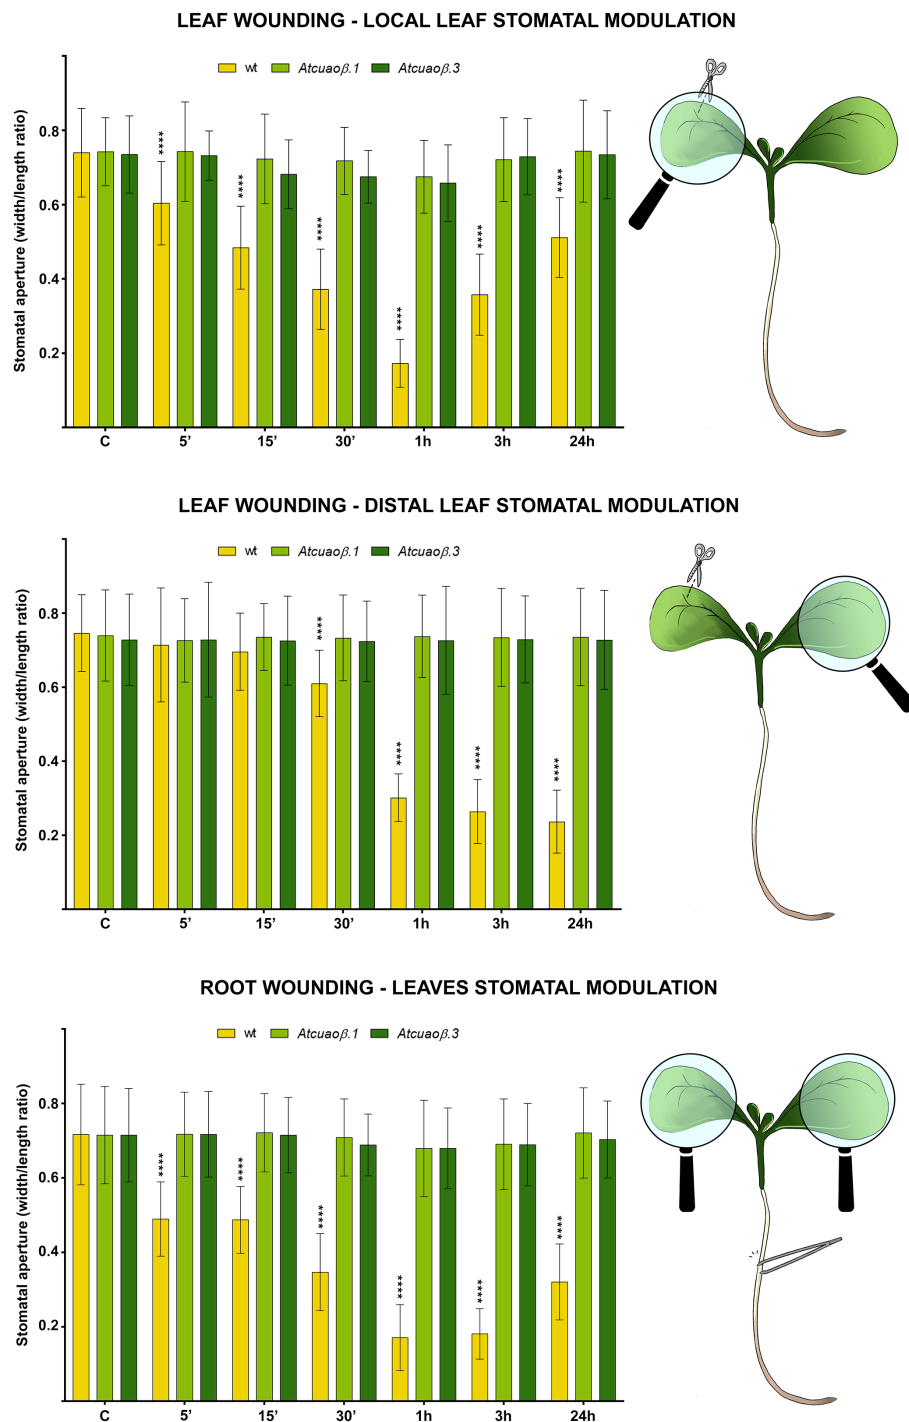 LEAF WOUNDING - LOCAL LEAF STOMATAL MODULATION
wt Atcuaoβ.1 Atcuaoβ.3
Stomatal aperture (width/length ratio)
0.8
0.6
0.4
0.2
****
****
****
****
****
****
C 5’ 15’ 30’ 1h 3h 24h
LEAF WOUNDING - DISTAL LEAF STOMATAL MODULATION
wt Atcuaoβ.1 Atcuaoβ.3
Stomatal aperture (width/length ratio)
0.8
0.6
0.4
0.2
****
****
****
****
C 5’ 15’ 30’ 1h 3h 24h
ROOT WOUNDING - LEAVES STOMATAL MODULATION
wt Atcuaoβ.1 Atcuaoβ.3
Stomatal aperture (width/length ratio)
0.8
0.6
0.4
0.2
****
****
****
****
****
****
C 5’ 15’ 30’ 1h 3h 24h